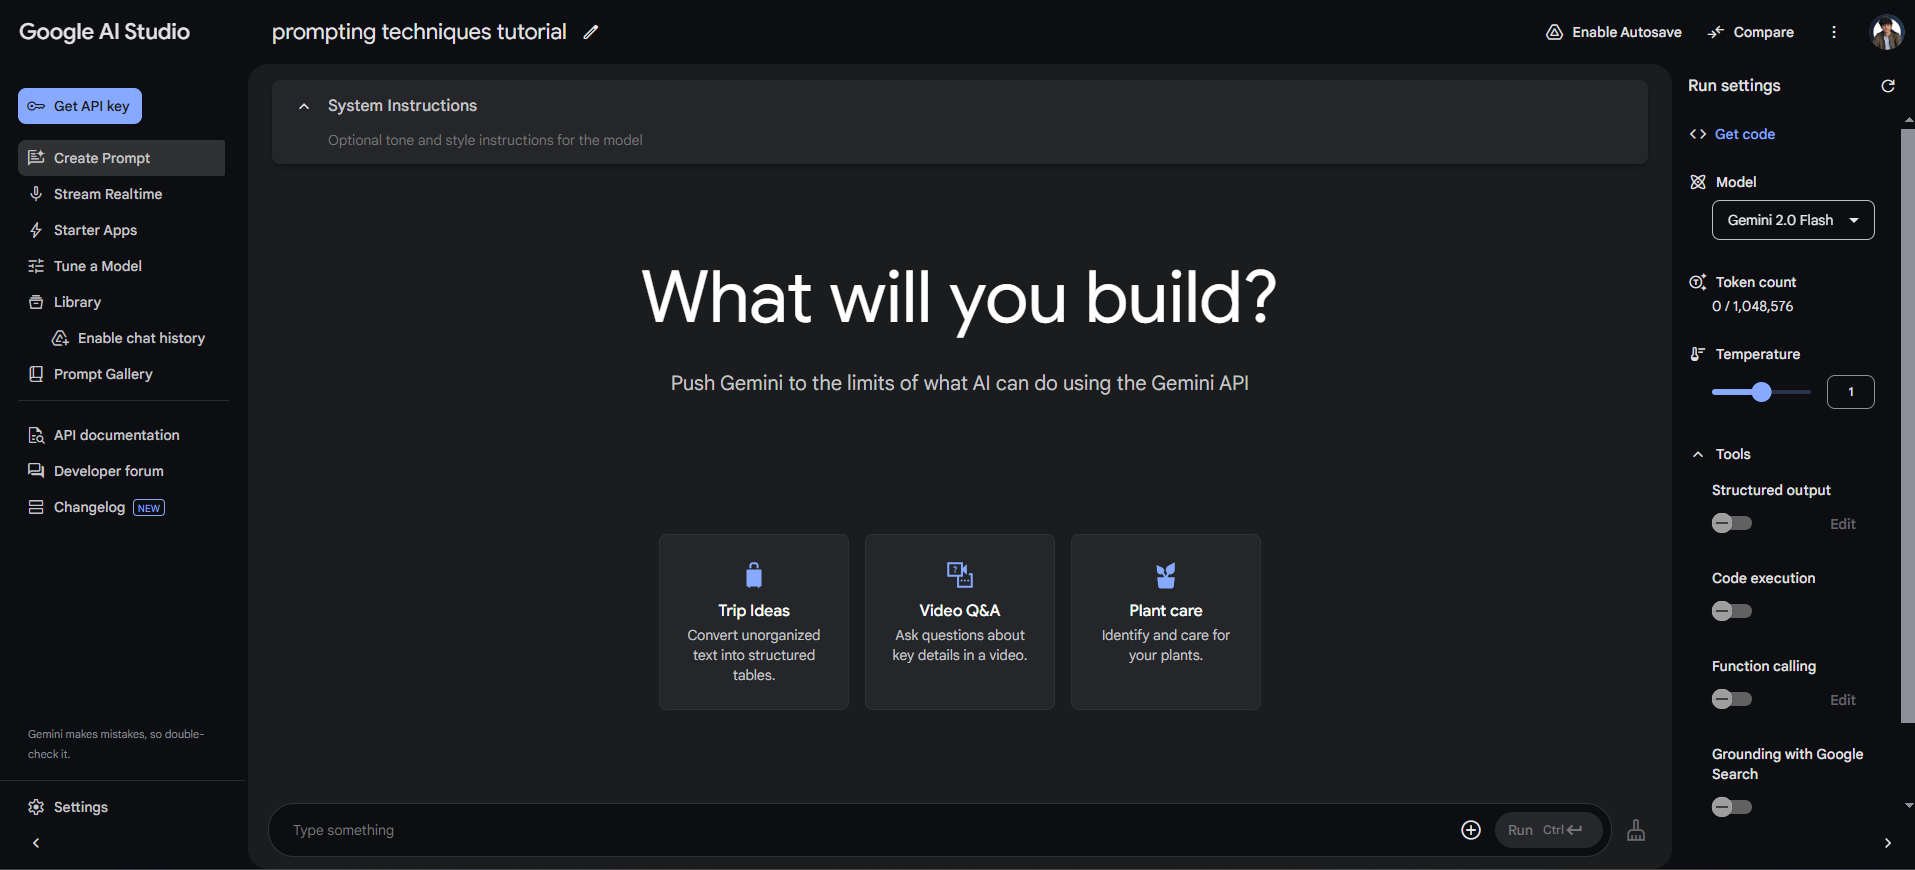 Google AI Studio
prompting techniques tutorial
Enable Autosave
Compare
Get API key
Create Prompt
Stream Realtime
Starter Apps
Tune a Model
Library
Enable chat history
Prompt Gallery
API documentation
Developer forum
Changelog NEW
Gemini makes mistakes, so double-
check it.
Settings
System Instructions
Optional tone and style instructions for the model
What will you build?
Push Gemini to the limits of what AI can do using the Gemini API
Trip Ideas
Convert unorganized
text into structured
tables.
Video Q&A
Ask questions about
key details in a video.
Plant care
Identify and care for
your plants.
Type something
Run Ctrl
Run settings
Get code
Model
Gemini 2.0 Flash
Token count
0 / 1,048,576
Temperature
1
Tools
Structured output
Edit
Code execution
Function calling
Edit
Grounding with Google
Search